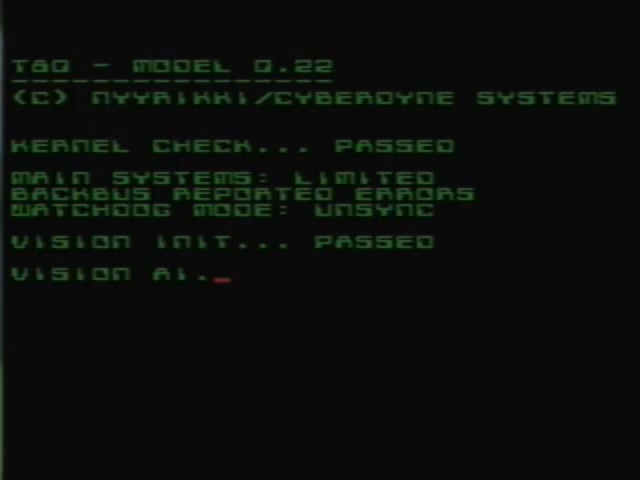 T&O - MODEL 0.22
----------------
(C) NYYRIKKI/CYBERDYNE SYSTEMS
KERNEL CHECK... PASSED
MAIN SYSTEMS: LIMITED
BACKBUS REPORTED ERRORS
WATCHDOG MODE: UNSYNC
VISION INIT... PASSED
VISION AI._